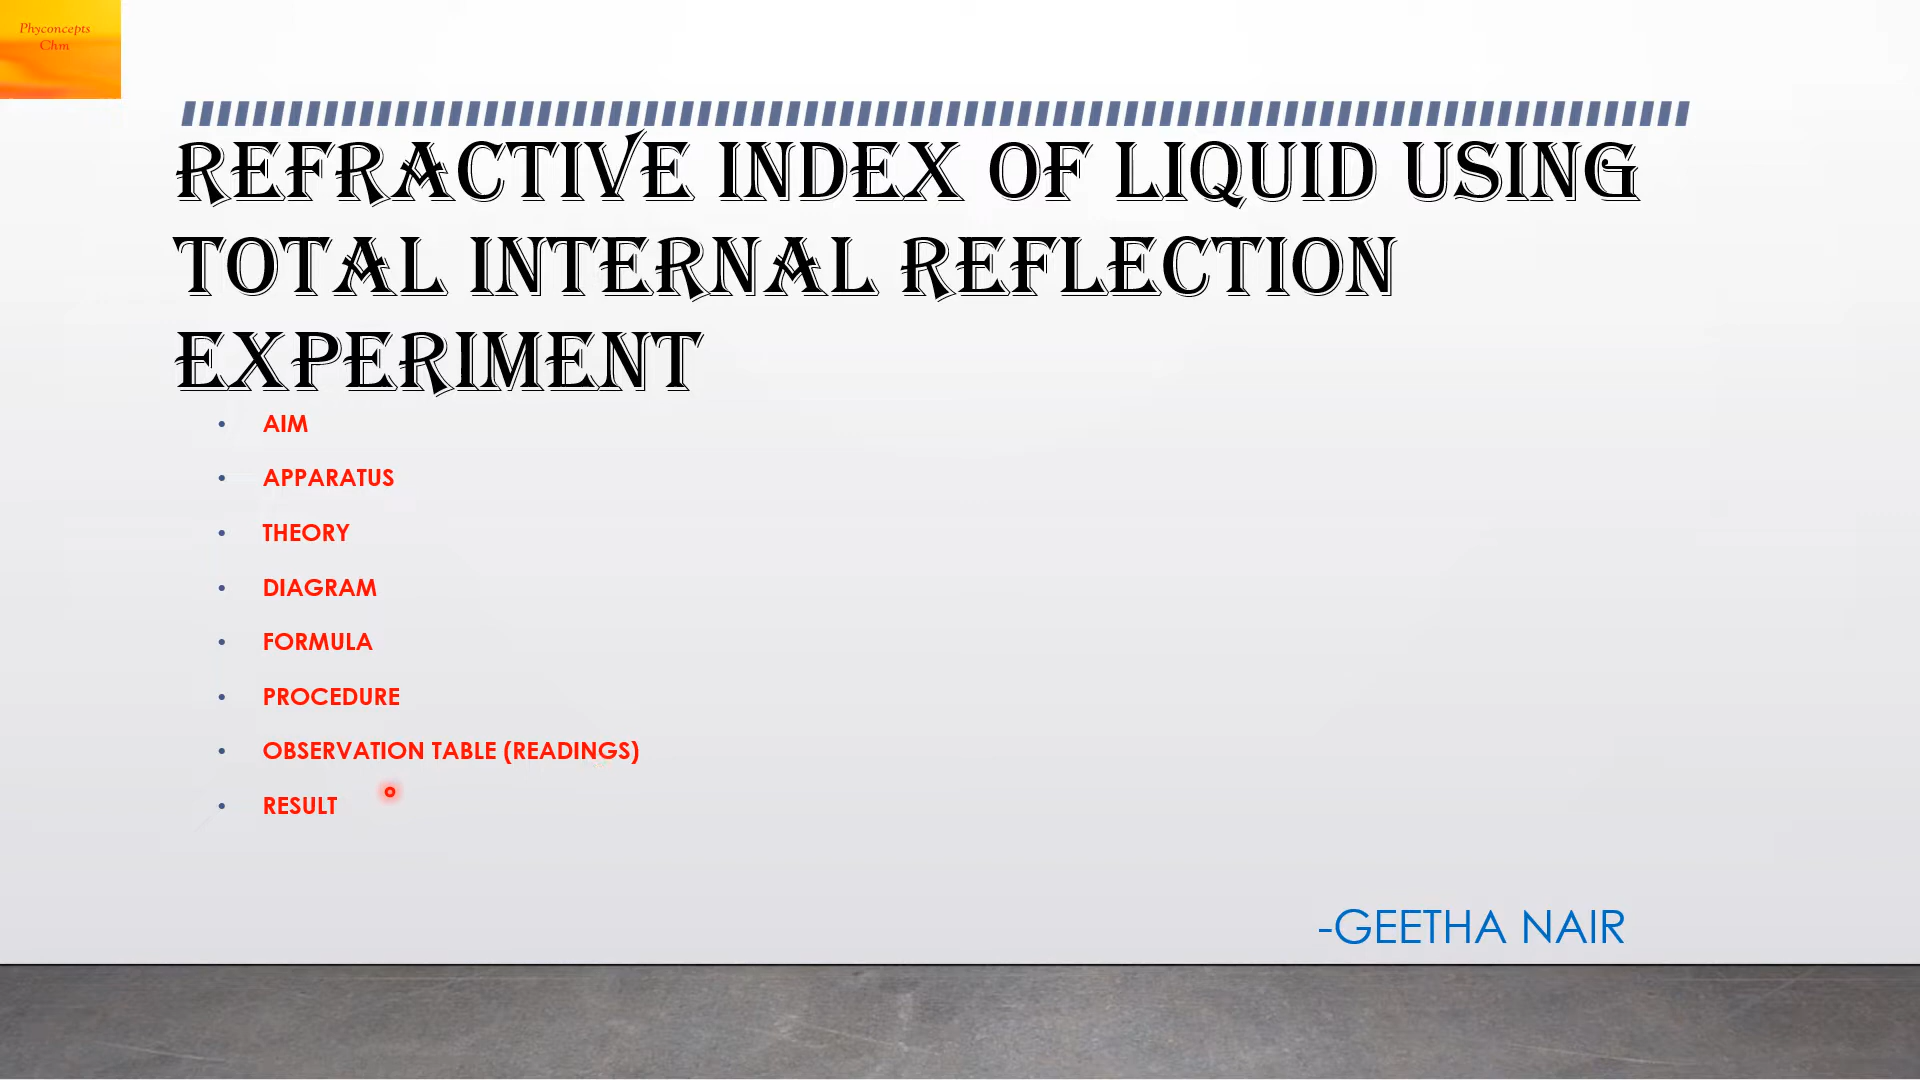 Phyconcepts
Chm
REFRACTIVE INDEX OF LIQUID USING
TOTAL INTERNAL REFLECTION
EXPERIMENT
• AIM
• APPARATUS
• THEORY
• DIAGRAM
• FORMULA
• PROCEDURE
• OBSERVATION TABLE (READINGS)
• RESULT
-GEETHA NAIR